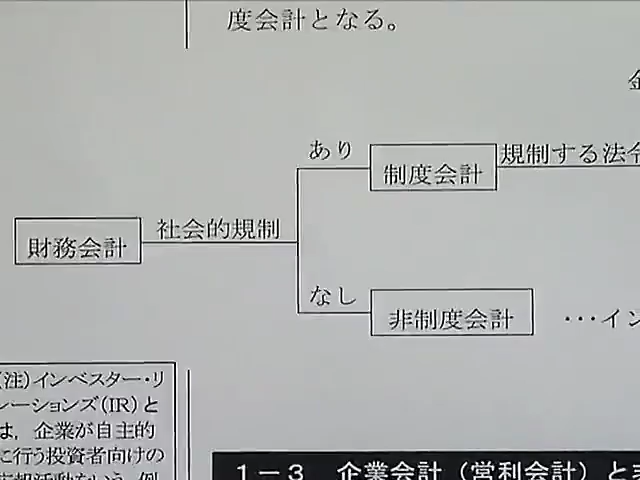 度会計となる。
あり
制度会計
規制する法令
財務会計
社会的規制
なし
非制度会計
・・・イン
(注)インベスター・リ
レーションズ(IR)と
は，企業が自主的
に行う投資者向けの
1－3 企業会計（営利会計）と